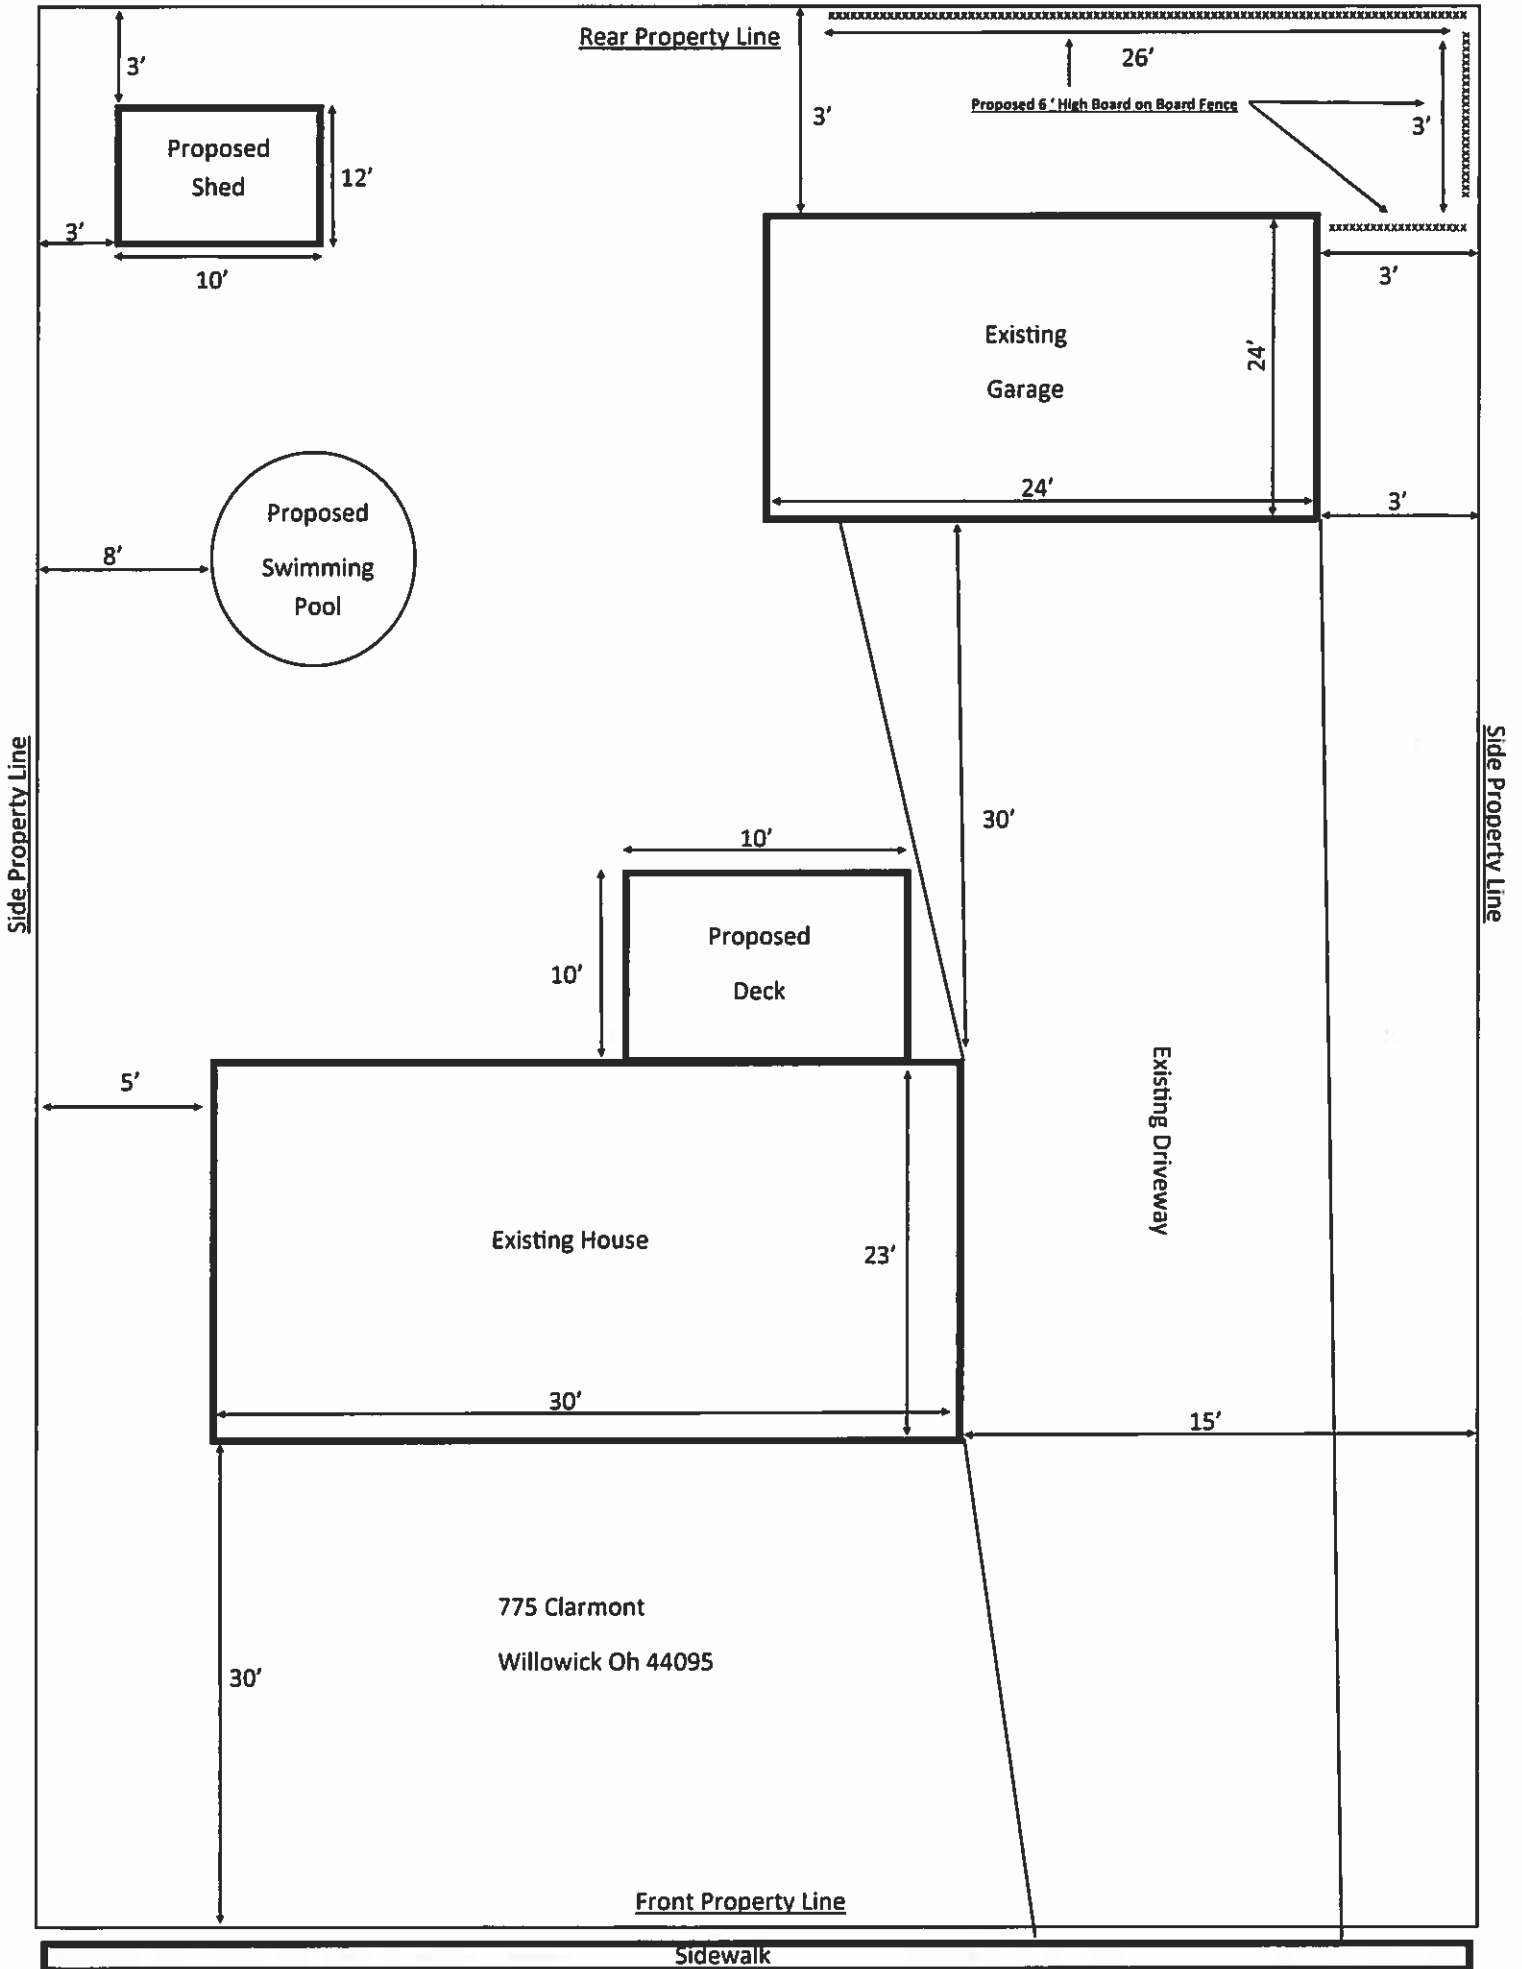 Rear Property Line
26'
3'
Proposed 6 ' High Board on Board Fence
3'
3'
Proposed
Shed
12'
3'
10'
3'
Existing
Garage
24'
24'
3'
Proposed
Swimming
Pool
8'
Side Property Line
Side Property Line
30'
10'
Proposed
Deck
10'
5'
Existing Driveway
Existing House
23'
30'
15'
775 Clarmont
Willowick Oh 44095
30'
Front Property Line
Sidewalk